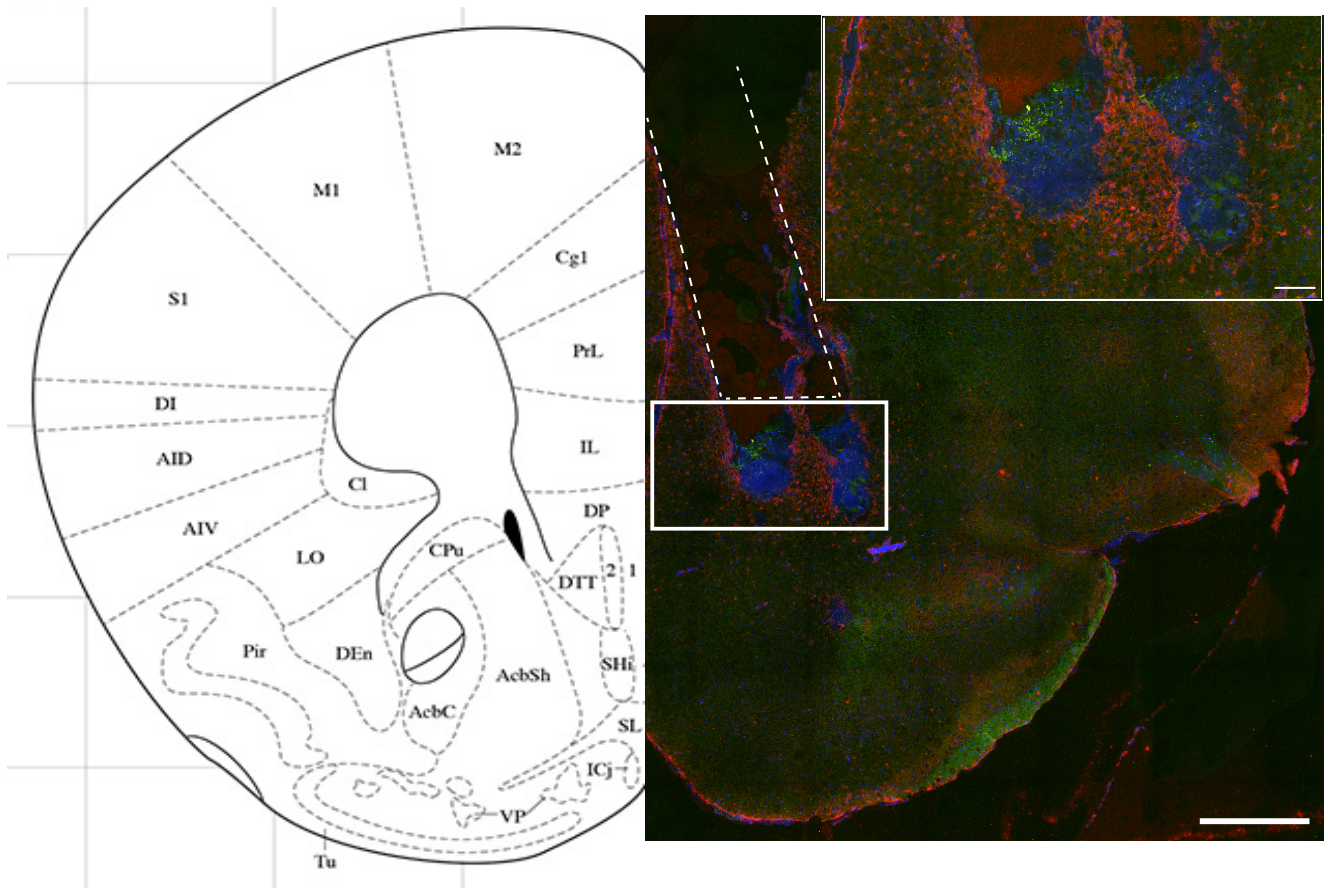 M2
M1
Cg1
S1
PrL
DI
IL
AID
Cl
DP
AIV
CPu
LO
DTT
2
1
Pir
DEn
SHi
AcbSh
AcbC
SL
ICj
VP
Tu